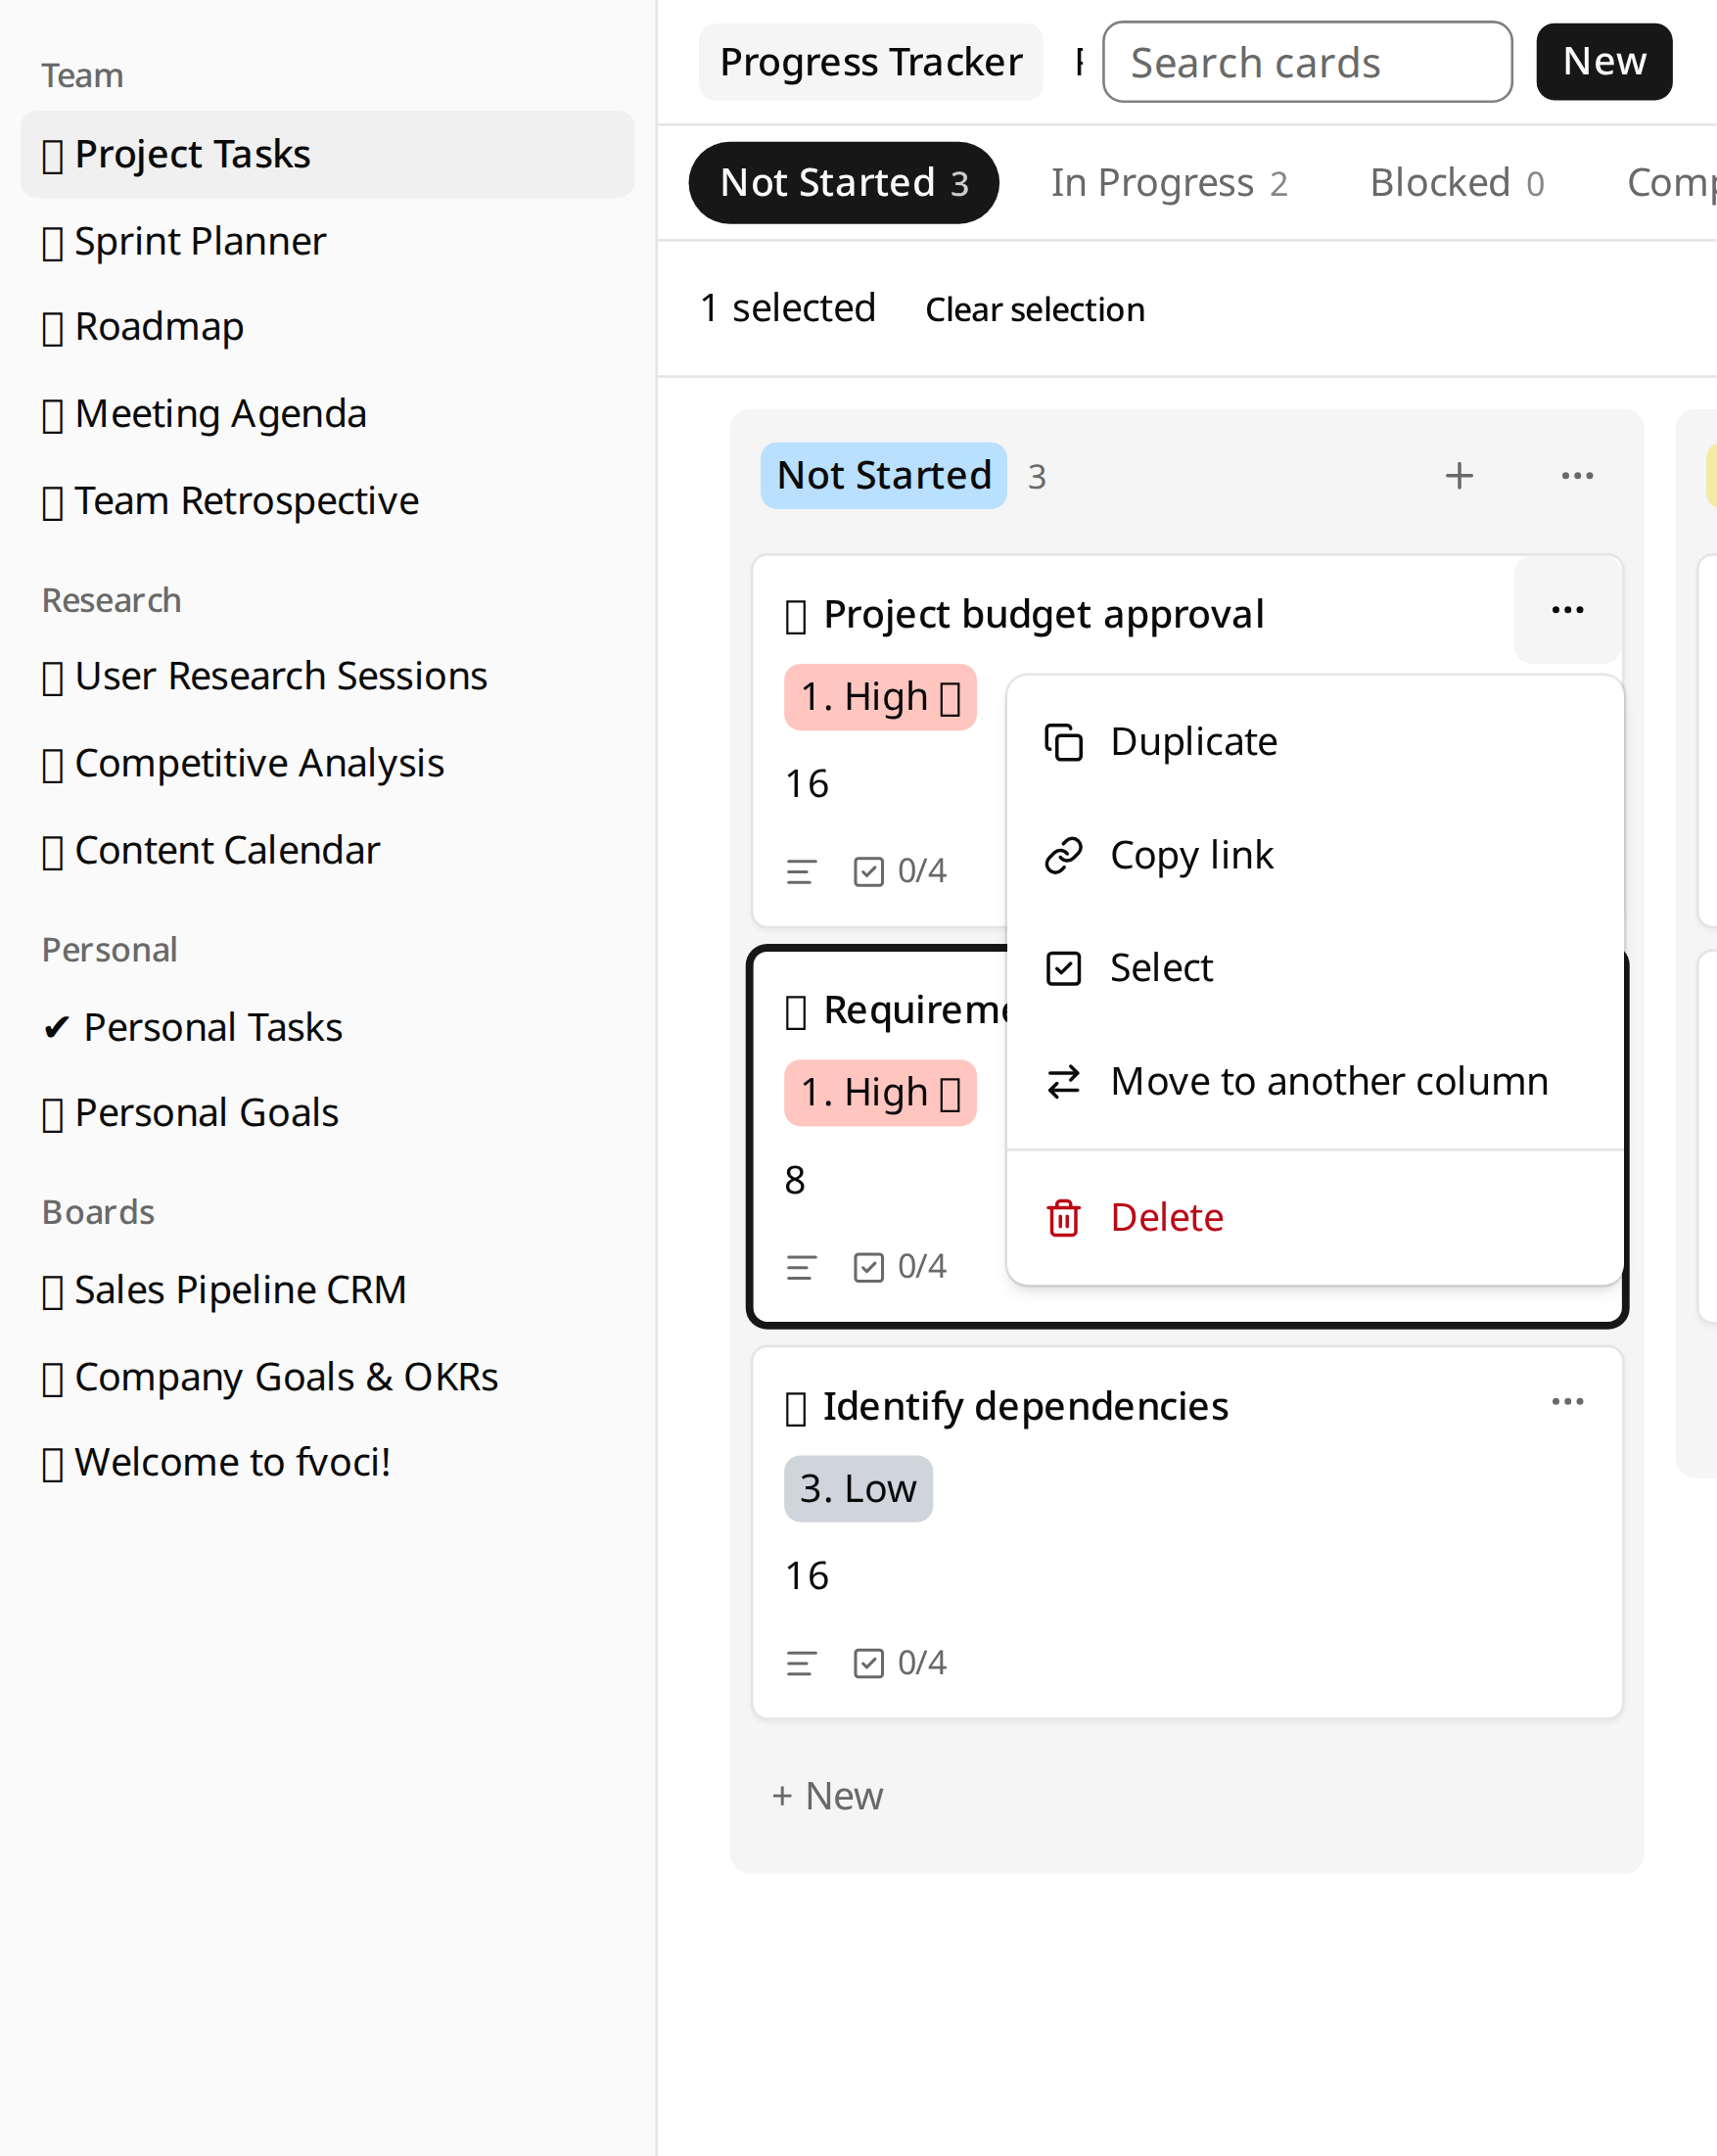 Team
Project Tasks
Sprint Planner
Roadmap
Meeting Agenda
Team Retrospective
Research
User Research Sessions
Competitive Analysis
Content Calendar
Personal
✔ Personal Tasks
Personal Goals
Boards
Sales Pipeline CRM
Company Goals & OKRs
Welcome to fvoci!
Progress Tracker
Search cards
New
Not Started 3
In Progress 2
Blocked 0
1 selected
Clear selection
Not Started 3
Project budget approval
1. High
16
0/4
Duplicate
Copy link
Select
Move to another column
Delete
1. High
8
0/4
Identify dependencies
3. Low
16
0/4
+ New